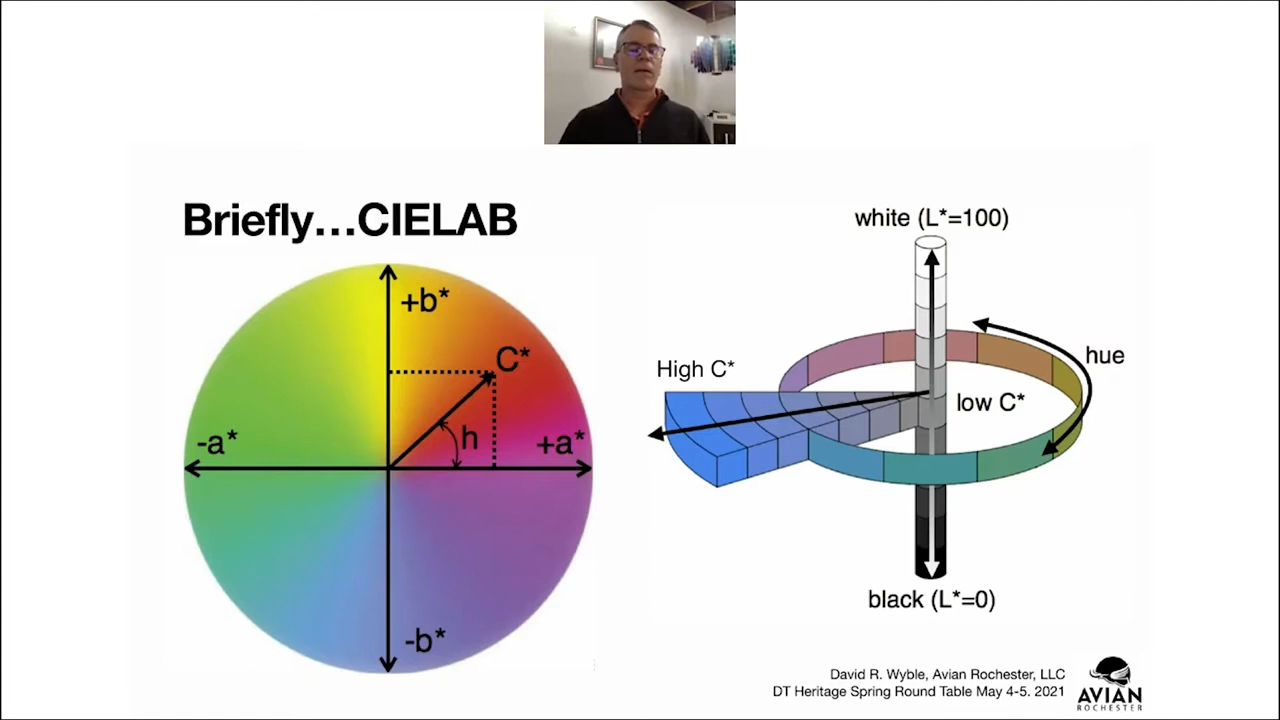 Briefly...CIELAB
+b*
C*
h
-a*
+a*
-b*
white (L*=100)
hue
High C*
low C*
black (L*=0)
David R. Wyble, Avian Rochester, LLC
DT Heritage Spring Round Table May 4-5. 2021
AVIAN
ROCHESTER